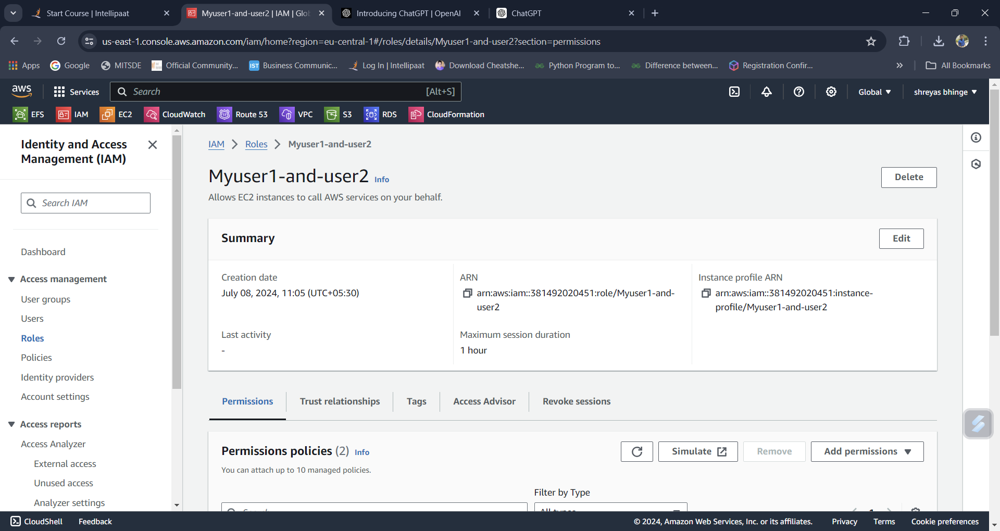 Start Course | Intellipaat
Myuser1-and-user2 | IAM | Glo
Introducing ChatGPT | OpenAI
ChatGPT
us-east-1.console.aws.amazon.com/iam/home?region=eu-central-1#/roles/details/Myuser1-and-user2?section=permissions
Apps
Google
MITSDE
Official Community...
IST
Business Communic...
Log In | Intellipaat
Download Cheatshe...
Python Program to...
Difference between...
Registration Confir...
All Bookmarks
aws
Services
Search
[Alt+S]
Global
shreyas bhinge
EFS
IAM
EC2
CloudWatch
Route 53
VPC
S3
RDS
CloudFormation
Identity and Access
Management (IAM)
Search IAM
Dashboard
Access management
User groups
Users
Roles
Policies
Identity providers
Account settings
Access reports
Access Analyzer
External access
Unused access
Analyzer settings
IAM > Roles > Myuser1-and-user2
Myuser1-and-user2 Info
Delete
Allows EC2 instances to call AWS services on your behalf.
Summary
Edit
Creation date
July 08, 2024, 11:05 (UTC+05:30)
ARN
arn:aws:iam::381492020451:role/Myuser1-and-
user2
Instance profile ARN
arn:aws:iam::381492020451:instance-
profile/Myuser1-and-user2
Last activity
-
Maximum session duration
1 hour
Permissions
Trust relationships
Tags
Access Advisor
Revoke sessions
Permissions policies (2) Info
Simulate
Remove
Add permissions
You can attach up to 10 managed policies.
Filter by Type
Search
All types
1
CloudShell
Feedback
© 2024, Amazon Web Services, Inc. or its affiliates.
Privacy
Terms
Cookie preferences